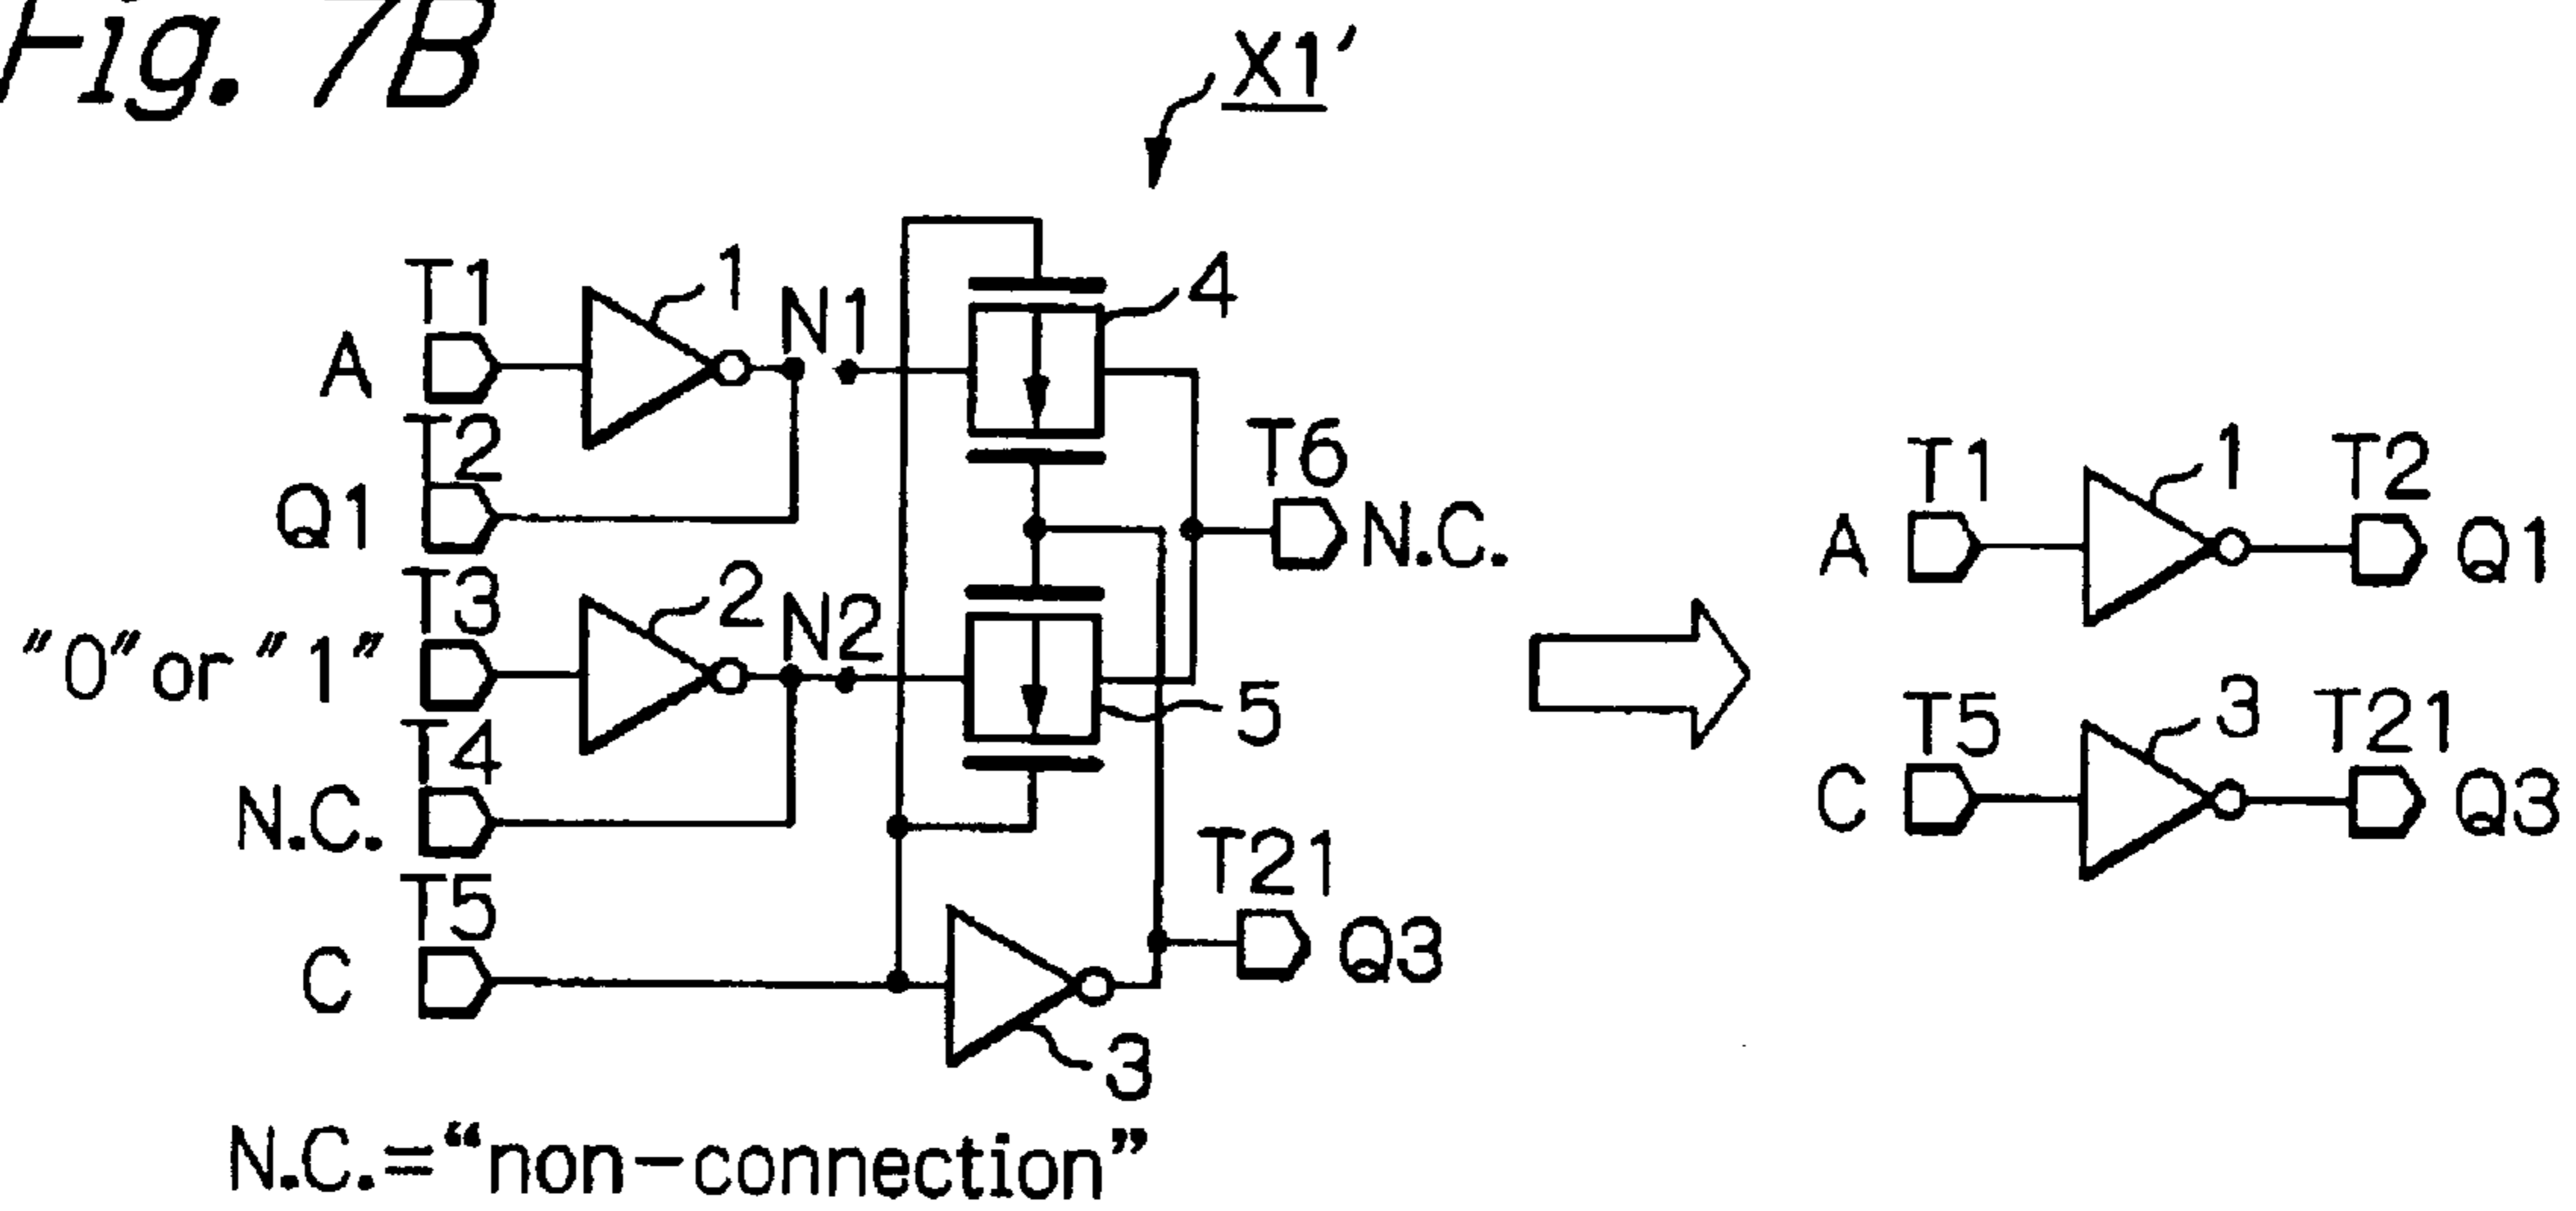 Fig. 7B
X1'
T1
1
N1
4
A
T2
Q1
T6
N.C.
T3
2
N2
"0" or "1"
5
T4
N.C.
T5
T21
C
Q3
3
N.C.="non-connection"
T1
1
T2
A
Q1
T5
3
T21
C
Q3